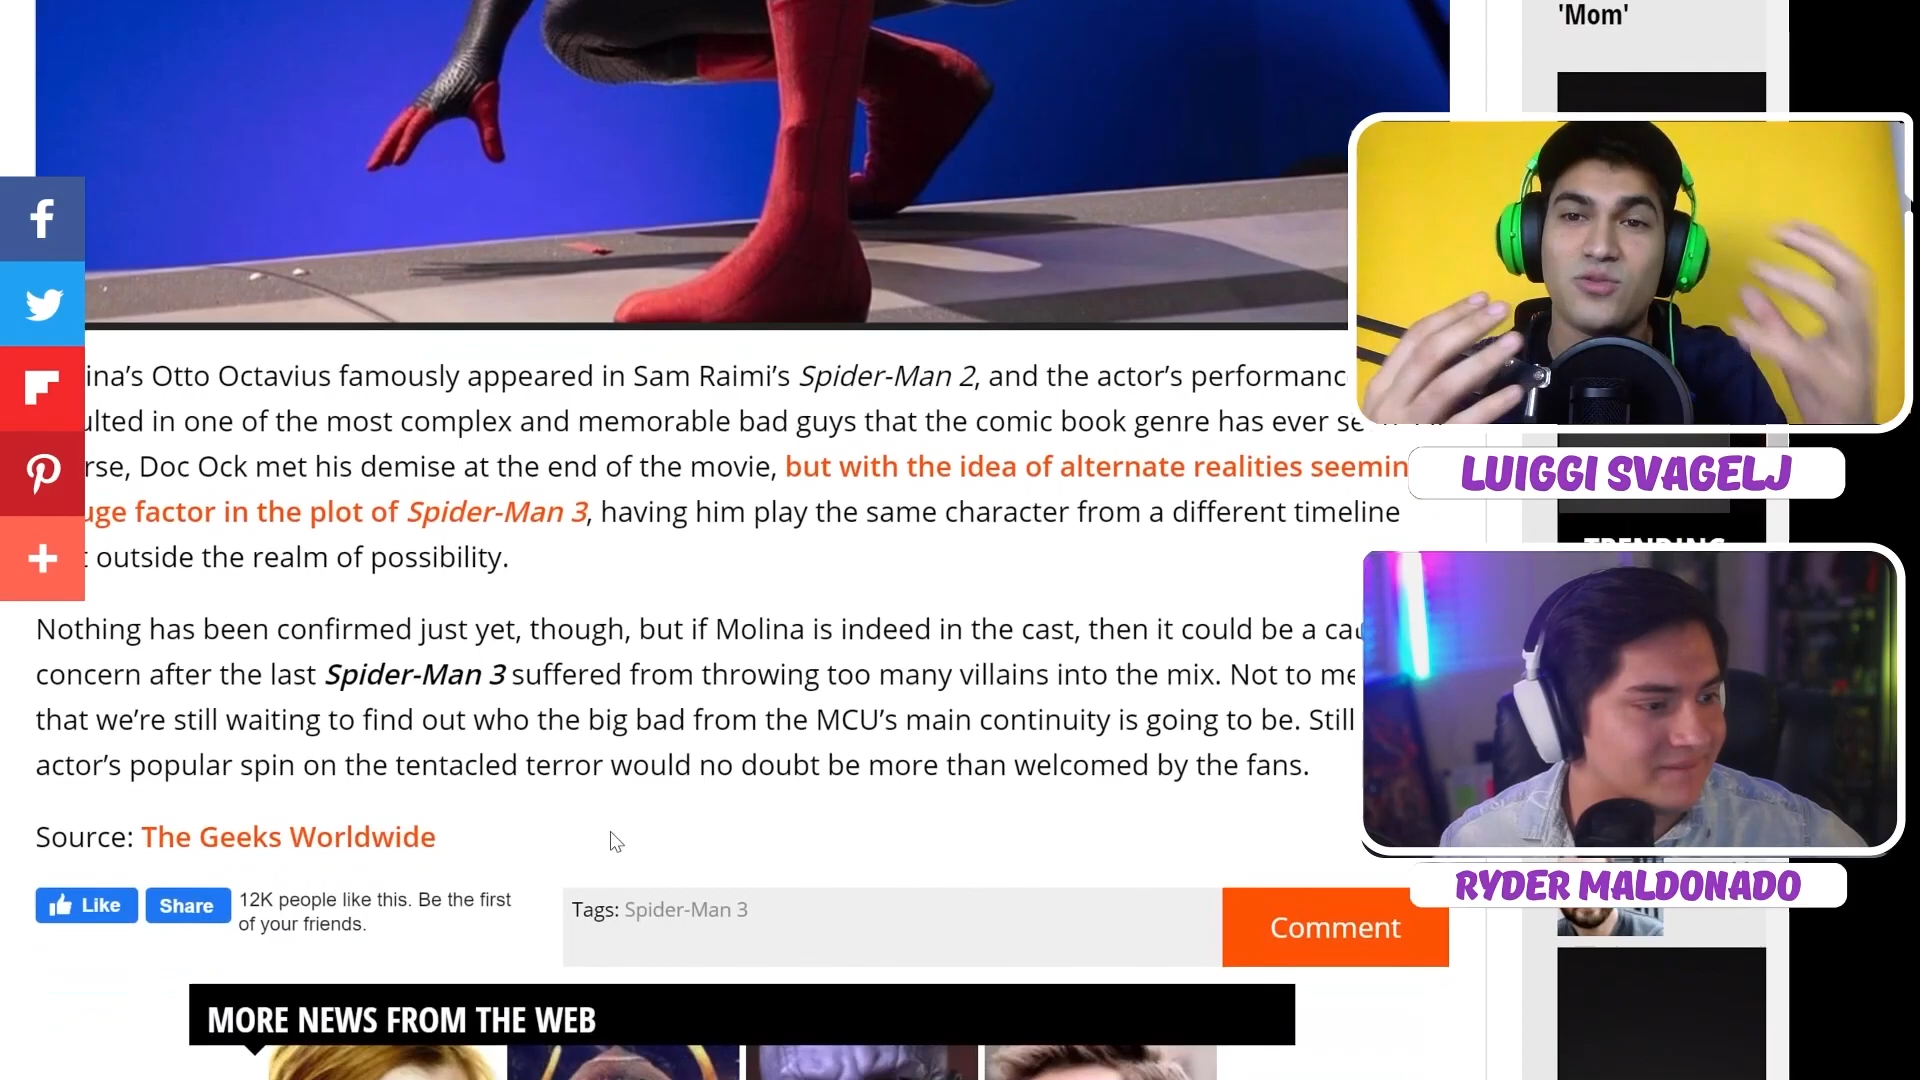 'Mom'
ina's Otto Octavius famously appeared in Sam Raimi's Spider-Man 2, and the actor's performanc
ulted in one of the most complex and memorable bad guys that the comic book genre has ever se
rse, Doc Ock met his demise at the end of the movie, but with the idea of alternate realities seemin
uge factor in the plot of Spider-Man 3, having him play the same character from a different timeline
outside the realm of possibility.
Nothing has been confirmed just yet, though, but if Molina is indeed in the cast, then it could be a cau
concern after the last Spider-Man 3 suffered from throwing too many villains into the mix. Not to me
that we're still waiting to find out who the big bad from the MCU's main continuity is going to be. Still
actor's popular spin on the tentacled terror would no doubt be more than welcomed by the fans.
Source: The Geeks Worldwide
Like
Share
12K people like this. Be the first
of your friends.
Tags: Spider-Man 3
Comment
MORE NEWS FROM THE WEB
LUIGGI SVAGELJ
TRENDING
RYDER MALDONADO